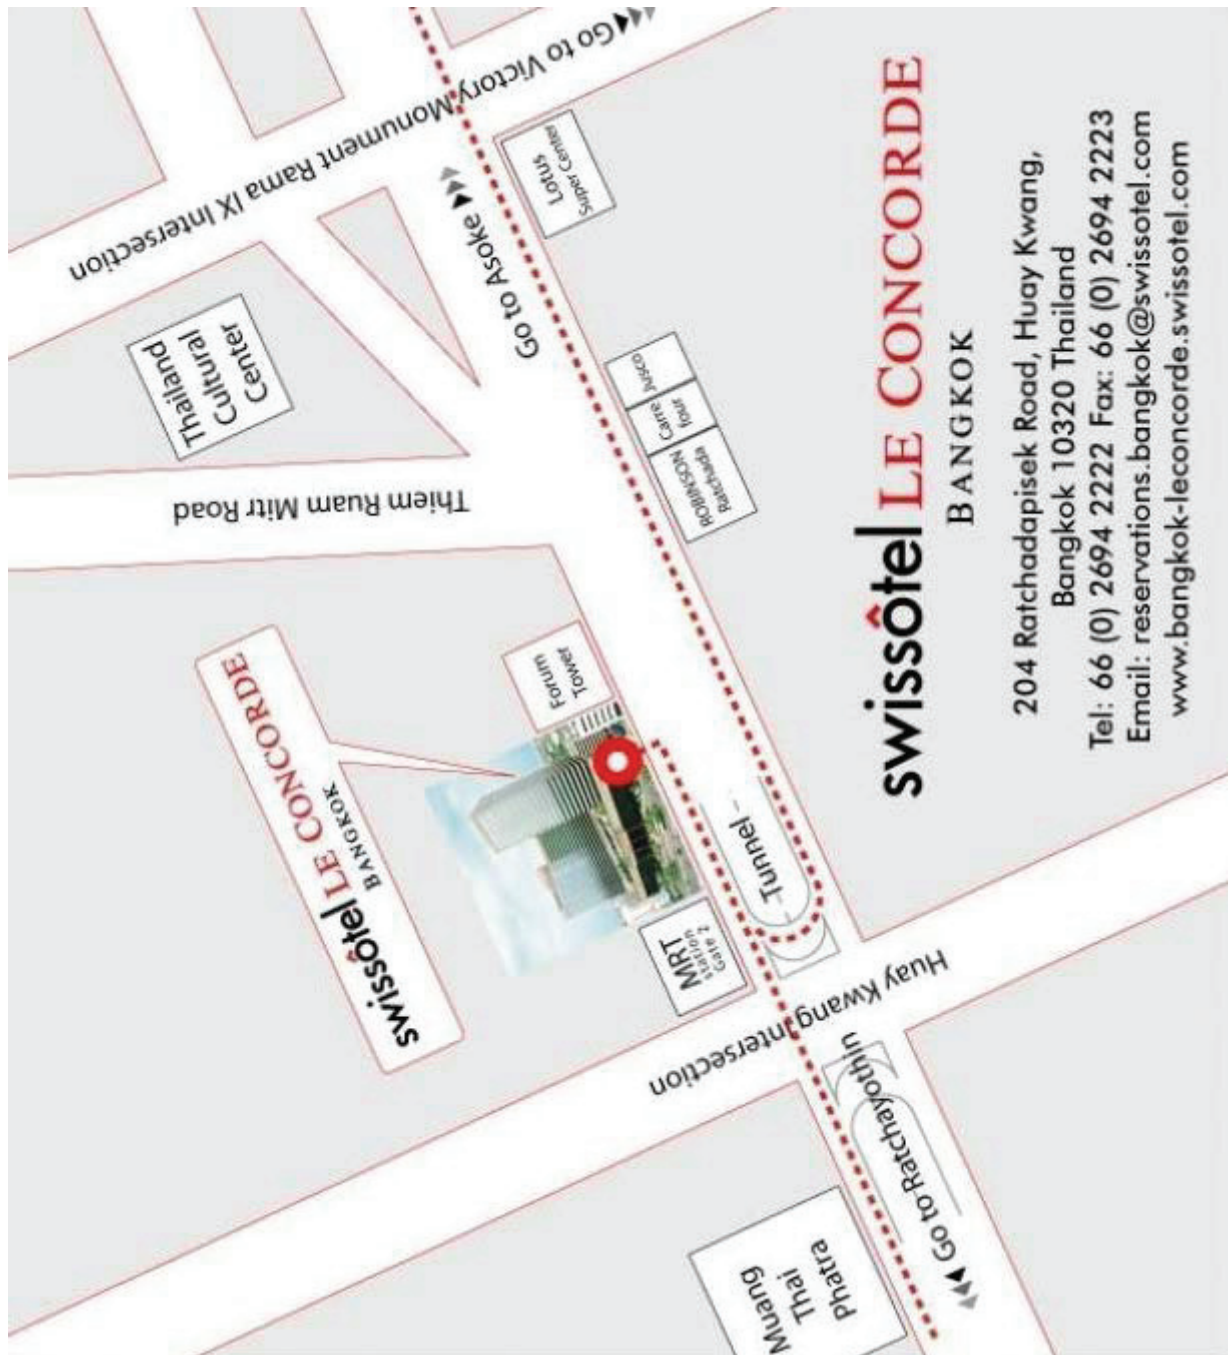 swissôtel LE CONCORDE
BANGKOK
204 Ratchadapisek Road, Huay Kwang,
Bangkok 10320 Thailand
Tel: 66 (0) 2694 2222 Fax: 66 (0) 2694 2223
Email: reservations.bangkok@swissotel.com
www.bangkok-leconcorde.swissotel.com
Go to Victory Monument Rama IX Intersection
Lotus
Super Center
Go to Asoke
Thailand
Cultural
Center
Jusco
Carre
four
ROBINSON
Ratchada
Thiem Ruam Mitr Road
Forum
Tower
swissôtel LE CONCORDE
BANGKOK
Tunnel
MRT
station
Gate 2
Huay Kwang Intersection
Go to Ratchayothin
Muang
Thai
Phatra